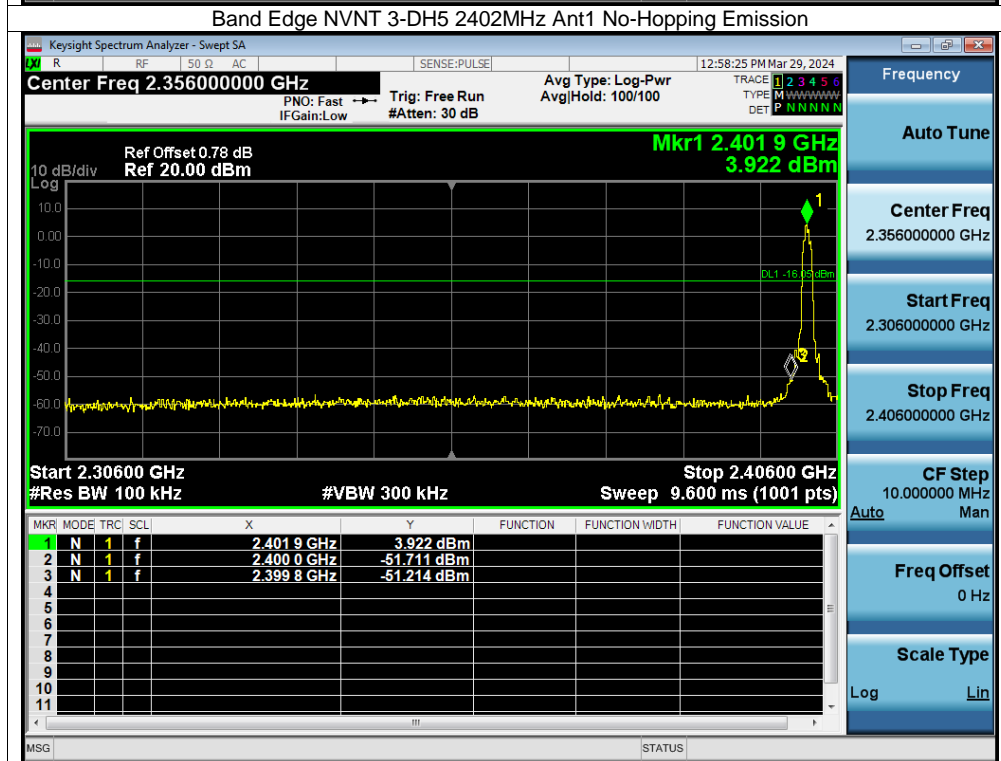 Band Edge NVNT 3-DH5 2402MHz Ant1 No-Hopping Emission
Keysight Spectrum Analyzer - Swept SA
LXI R RF 50 Ω AC SENSE:PULSE 12:58:25 PM Mar 29, 2024
Center Freq 2.356000000 GHz
PNO: Fast
IFGain:Low
Trig: Free Run
#Atten: 30 dB
Avg Type: Log-Pwr
Avg|Hold: 100/100
TRACE 1 2 3 4 5 6
TYPE M WWWWW
DET P N N N N N
Mkr1 2.401 9 GHz
3.922 dBm
Ref Offset 0.78 dB
10 dB/div Ref 20.00 dBm
Log
10.0
0.00
-10.0
-20.0
-30.0
-40.0
-50.0
-60.0
-70.0
1
DL1 -16.05 dBm
Start 2.30600 GHz Stop 2.40600 GHz
#Res BW 100 kHz #VBW 300 kHz Sweep 9.600 ms (1001 pts)
MKR MODE TRC SCL X Y FUNCTION FUNCTION WIDTH FUNCTION VALUE
1 N 1 f 2.401 9 GHz 3.922 dBm
2 N 1 f 2.400 0 GHz -51.711 dBm
3 N 1 f 2.399 8 GHz -51.214 dBm
4
5
6
7
8
9
10
11
MSG STATUS
Frequency
Auto Tune
Center Freq
2.356000000 GHz
Start Freq
2.306000000 GHz
Stop Freq
2.406000000 GHz
CF Step
10.000000 MHz
Auto Man
Freq Offset
0 Hz
Scale Type
Log Lin